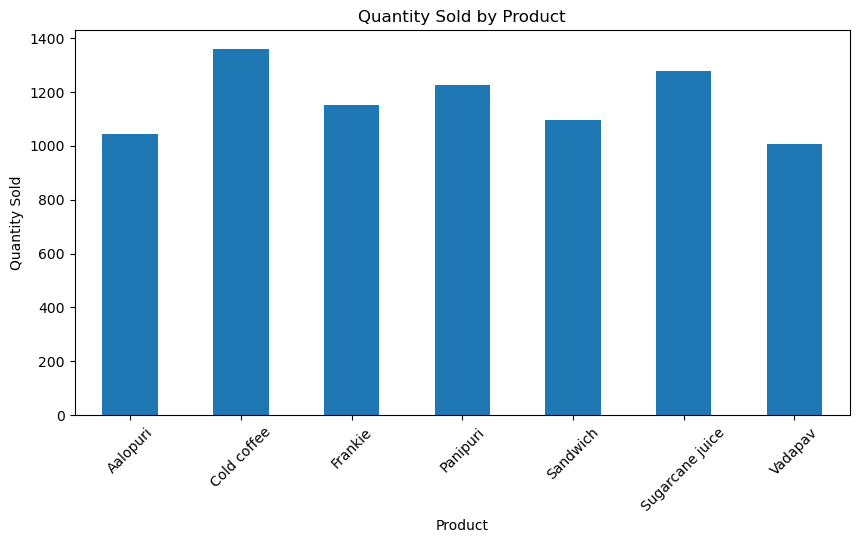 Quantity Sold by Product
Quantity Sold
1400
1200
1000
800
600
400
200
0
Aalopuri
Cold coffee
Frankie
Panipuri
Sandwich
Sugarcane juice
Vadapav
Product